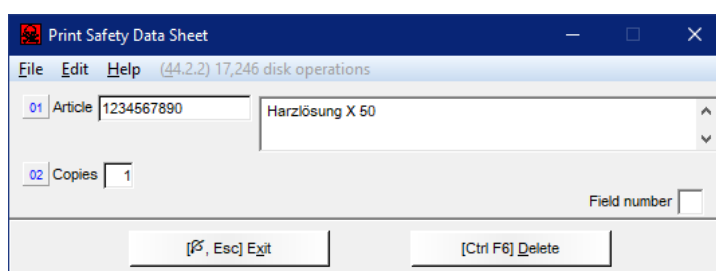 Print Safety Data Sheet
File Edit Help (44.2.2) 17,246 disk operations
01 Article 1234567890 Harzlösung X 50
02 Copies 1
Field number
[, Esc] Exit [Ctrl F6] Delete